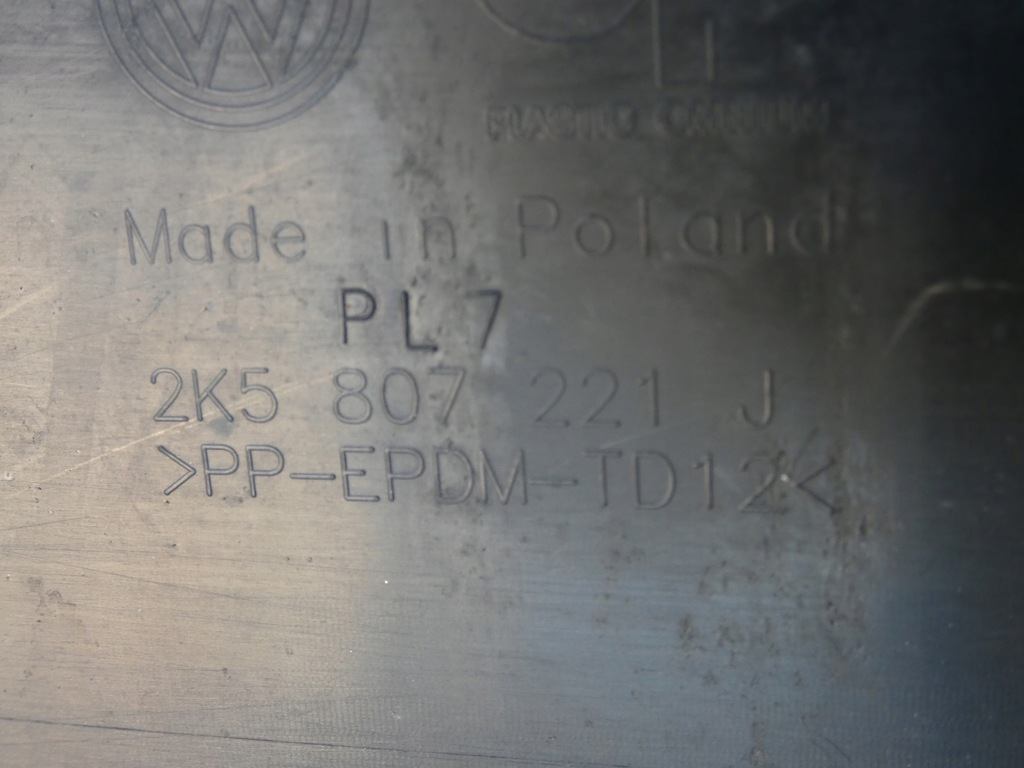 Made in Poland
PL7
2K5 807 221 J
>PP-EPDM-TD12<